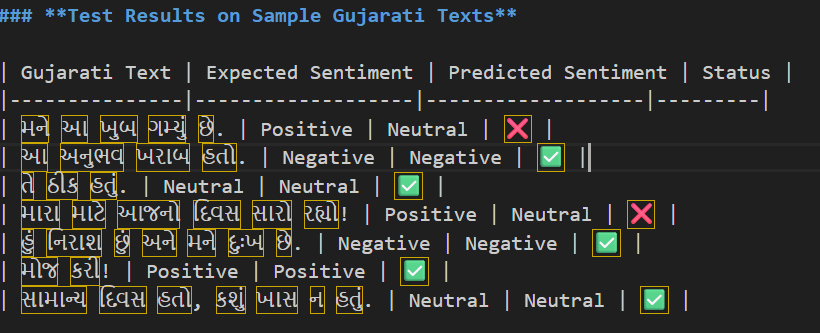 ### **Test Results on Sample Gujarati Texts**
| Gujarati Text | Expected Sentiment | Predicted Sentiment | Status |
|---------------|--------------------|---------------------|---------|
| મને આ ખુબ ગમ્યું છે. | Positive | Neutral | ❌ |
| આ અનુભવ ખરાબ હતો. | Negative | Negative | ✅ |
| તે ઠીક હતું. | Neutral | Neutral | ✅ |
| મારા માટે આજનો દિવસ સારો રહ્યો! | Positive | Neutral | ❌ |
| હું નિરાશ છું અને મને દુઃખ છે. | Negative | Negative | ✅ |
| મોજ કરી! | Positive | Positive | ✅ |
| સામાન્ય દિવસ હતો, કશું ખાસ ન હતું. | Neutral | Neutral | ✅ |